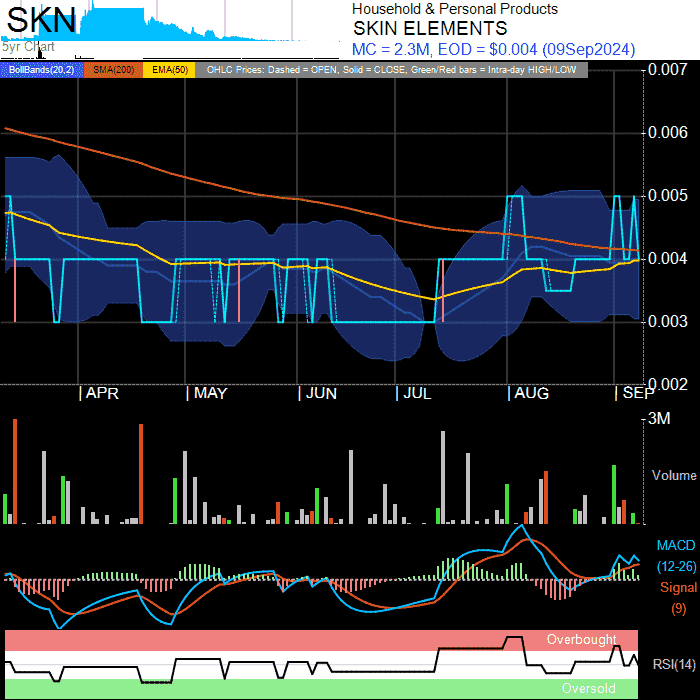 SKN
5yr Chart
Household & Personal Products
SKIN ELEMENTS
MC = 2.3M, EOD = $0.004 (09Sep2024)
BollBands(20,2) SMA(200) EMA(50) OHLC Prices: Dashed = OPEN, Solid = CLOSE, Green/Red bars = Intra-day HIGH/LOW
0.007
0.006
0.005
0.004
0.003
0.002
| APR | MAY | JUN | JUL | AUG | SEP
3M
Volume
MACD
(12-26)
Signal
(9)
Overbought
RSI(14)
Oversold